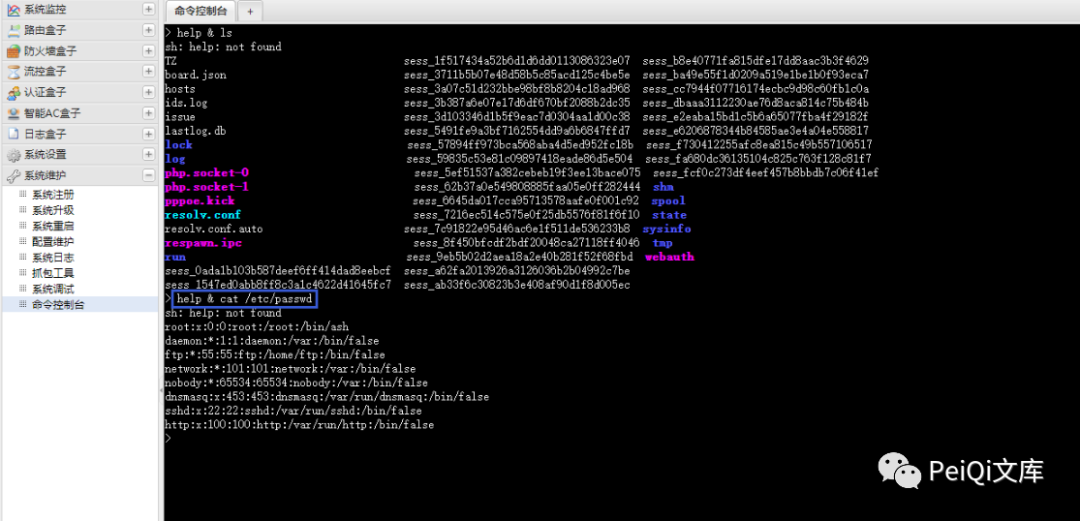 系统监控
路由盒子
防火墙盒子
流控盒子
认证盒子
智能AC盒子
日志盒子
系统设置
系统维护
系统注册
系统升级
系统重启
配置维护
系统日志
抓包工具
系统调试
命令控制台
命令控制台 +
> help & ls
sh: help: not found
TZ sess_1f517434a52b6d1d6dd0113086323e07 sess_b8e40771fa815dfe17dd8aac3b3f4629
board.json sess_3711b5b07e48d58b5c85acd125c4be5e sess_ba49e55f1d0209a519e1be1b0f93eca7
hosts sess_3a07c51d232bbe98bf8b8204c18ad968 sess_cc7944f07716174ecbc9d98c60fb1c0a
ids.log sess_3b387a6e07e17d6df670bf2088b2dc35 sess_dbaaa3112230ae76d8aca814c75b484b
issue sess_3d103346d1b5f9eac7d0304aa1d00c38 sess_e2eaba15bd1c5b6a65077fba4f29182f
lastlog.db sess_5491fe9a3bf7162554dd9a6b6847ffd7 sess_e6206878344b84585ae3e4a04e558817
lock sess_57894ff973bca568aba4d5ed952fc18b sess_f730412255afc8ea815c49b557106517
log sess_59835c53e81c09897418eade86d5e504 sess_fa680dc36135104c825c763f128c81f7
php.socket-0 sess_5ef51537a382cebeb19f3ee13bace075 sess_fcf0c273df4eef457b8bbdb7c06f41ef
php.socket-1 sess_62b37a0e549808885faa05e0ff282444 shm
pppoe.kick sess_6645da017cca95713578aafe0f001c92 spool
resolv.conf sess_7216ec514c575e0f25db5576f81f6f10 state
resolv.conf.auto sess_7c91822e95d46ac6e1f511de536233b8 sysinfo
respawn.ipc sess_8f450bfcdf2bdf20048ca27118ff4046 tmp
run sess_9eb5b02d2aea18a2e40b281f52f68fbd webauth
sess_0ada1b103b587deef6ff414dad8eebcf sess_a62fa2013926a3126036b2b04992c7be
sess_1547ed0abb8ff8c3a1c4622d41645fc7 sess_ab33f6c30823b3e408af90d1f8d005ec
> help & cat /etc/passwd
sh: help: not found
root:x:0:0:root:/root:/bin/ash
daemon:*:1:1:daemon:/var:/bin/false
ftp:*:55:55:ftp:/home/ftp:/bin/false
network:*:101:101:network:/var:/bin/false
nobody:*:65534:65534:nobody:/var:/bin/false
dnsmasq:x:453:453:dnsmasq:/var/run/dnsmasq:/bin/false
sshd:x:22:22:sshd:/var/run/sshd:/bin/false
http:x:100:100:http:/var/run/http:/bin/false
>
PeiQi文库